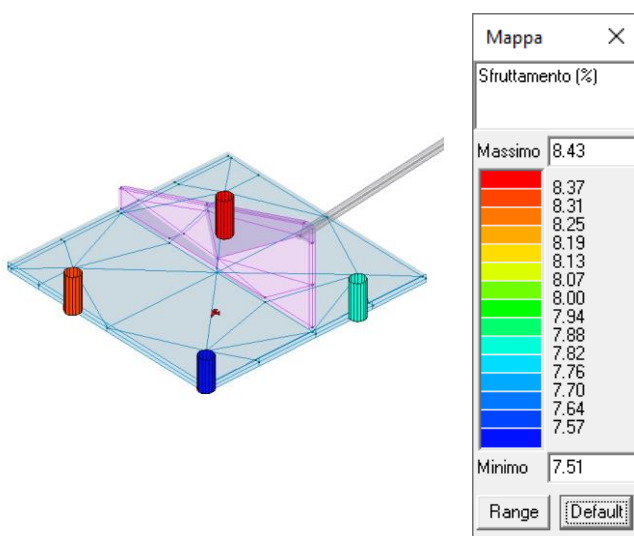 Mappa
Sfruttamento (%)
Massimo 8.43
8.37
8.31
8.25
8.19
8.13
8.07
8.00
7.94
7.88
7.82
7.76
7.70
7.64
7.57
Minimo 7.51
Range Default